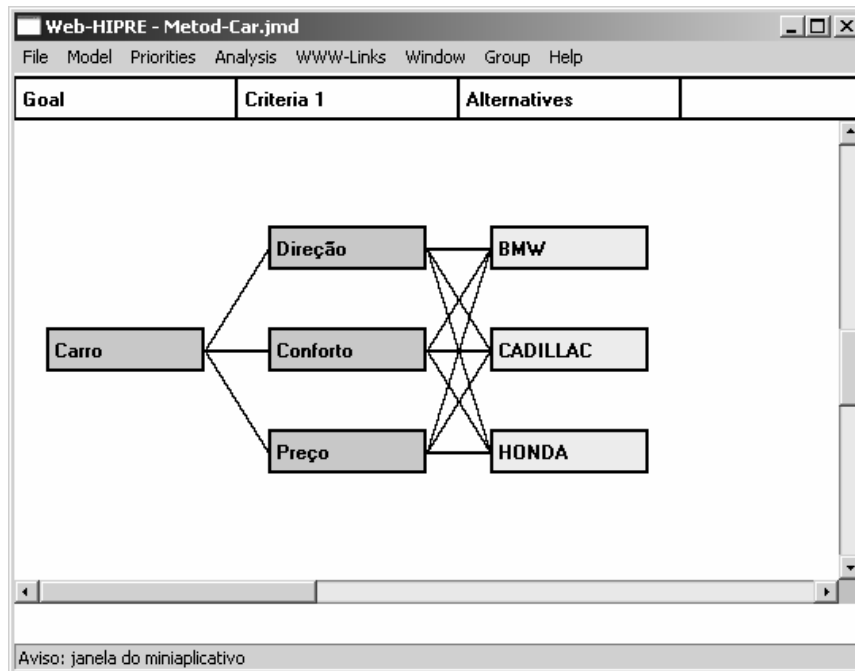 Web-HIPRE - Metod-Car.jmd
File Model Priorities Analysis WWW-Links Window Group Help
Goal Criteria 1 Alternatives
Direção BMW
Carro Conforto CADILLAC
Preço HONDA
Aviso: janela do miniaplicativo